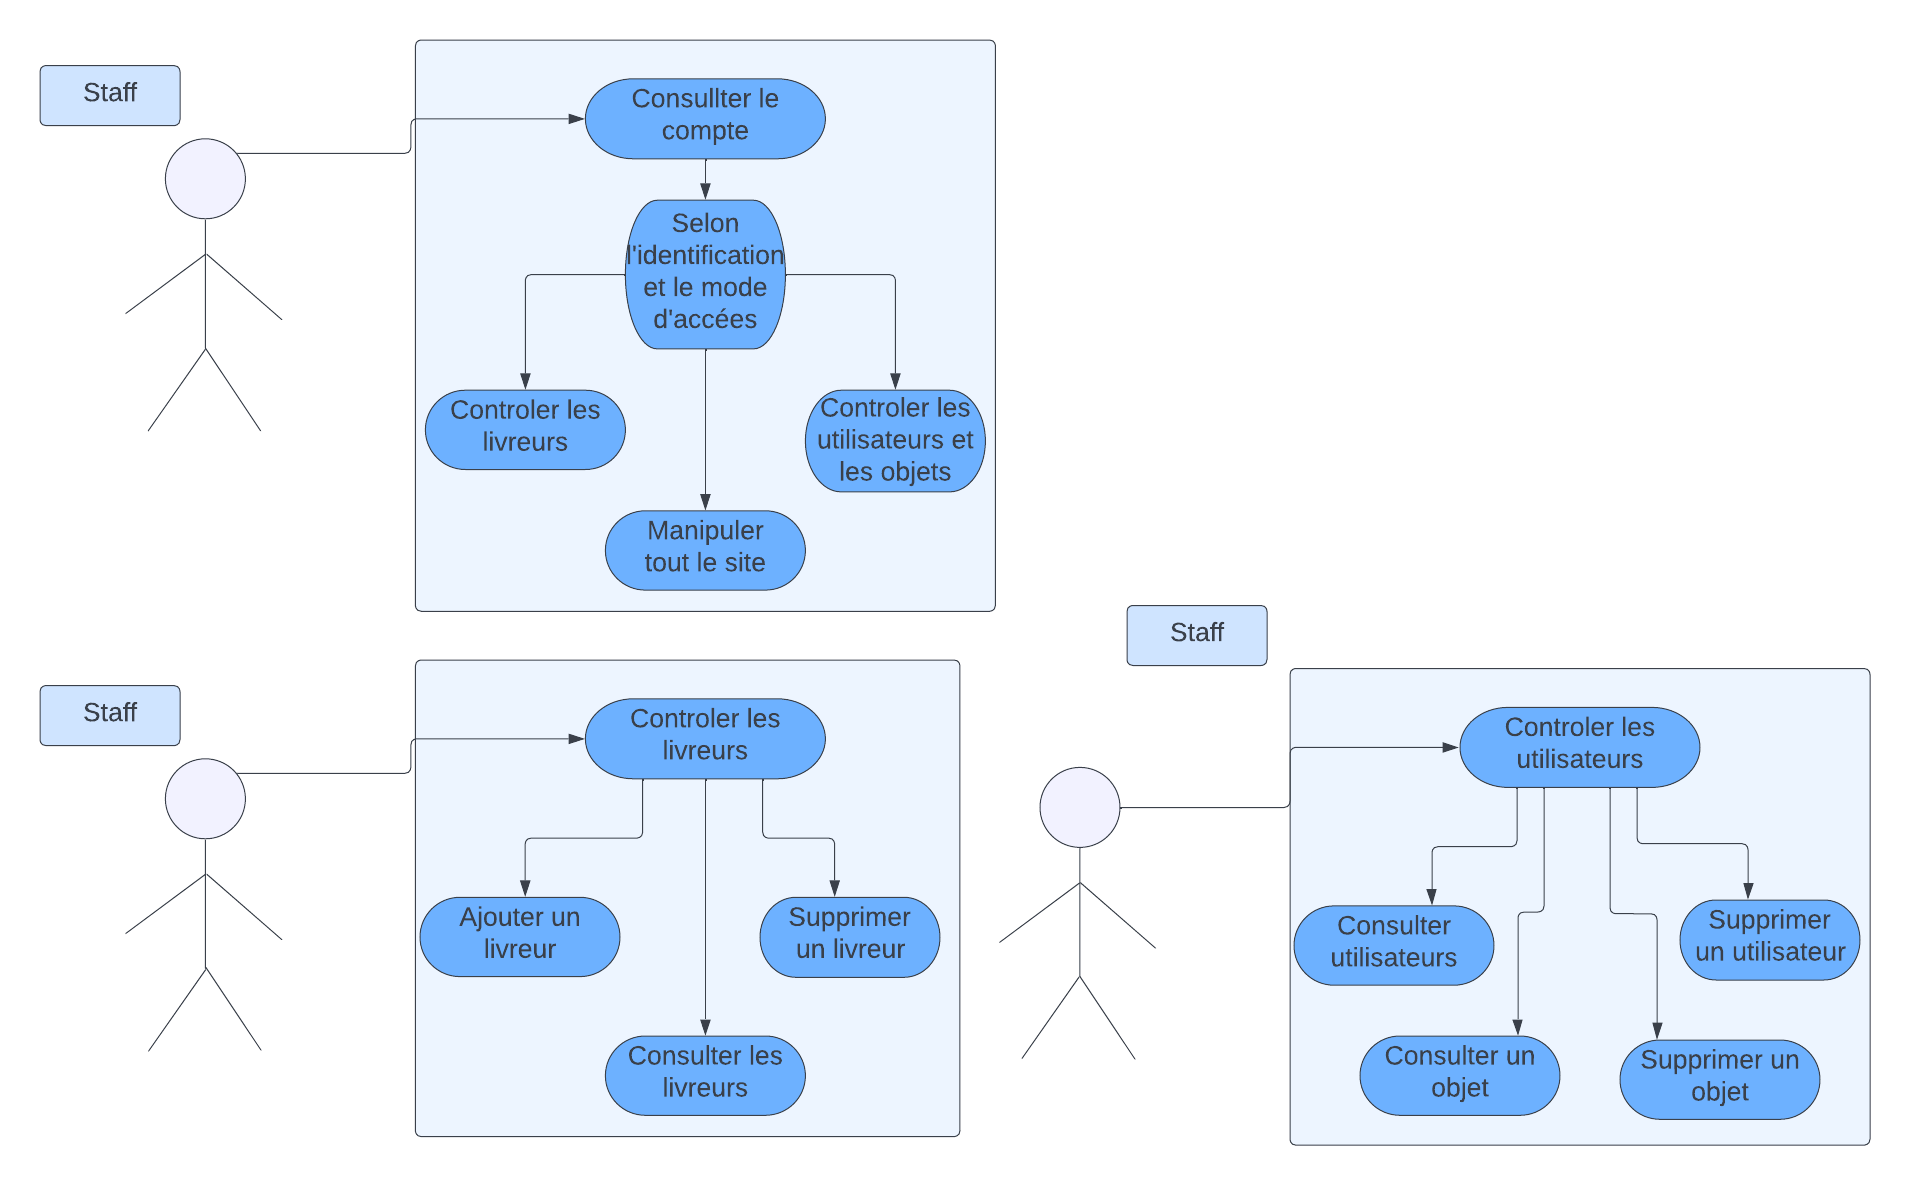 Staff
Consullter le
compte
Selon
l'identification
et le mode
d'accées
Controler les
livreurs
Controler les
utilisateurs et
les objets
Manipuler
tout le site
Staff
Controler les
livreurs
Ajouter un
livreur
Supprimer
un livreur
Consulter les
livreurs
Staff
Controler les
utilisateurs
Consulter
utilisateurs
Supprimer
un utilisateur
Consulter un
objet
Supprimer un
objet